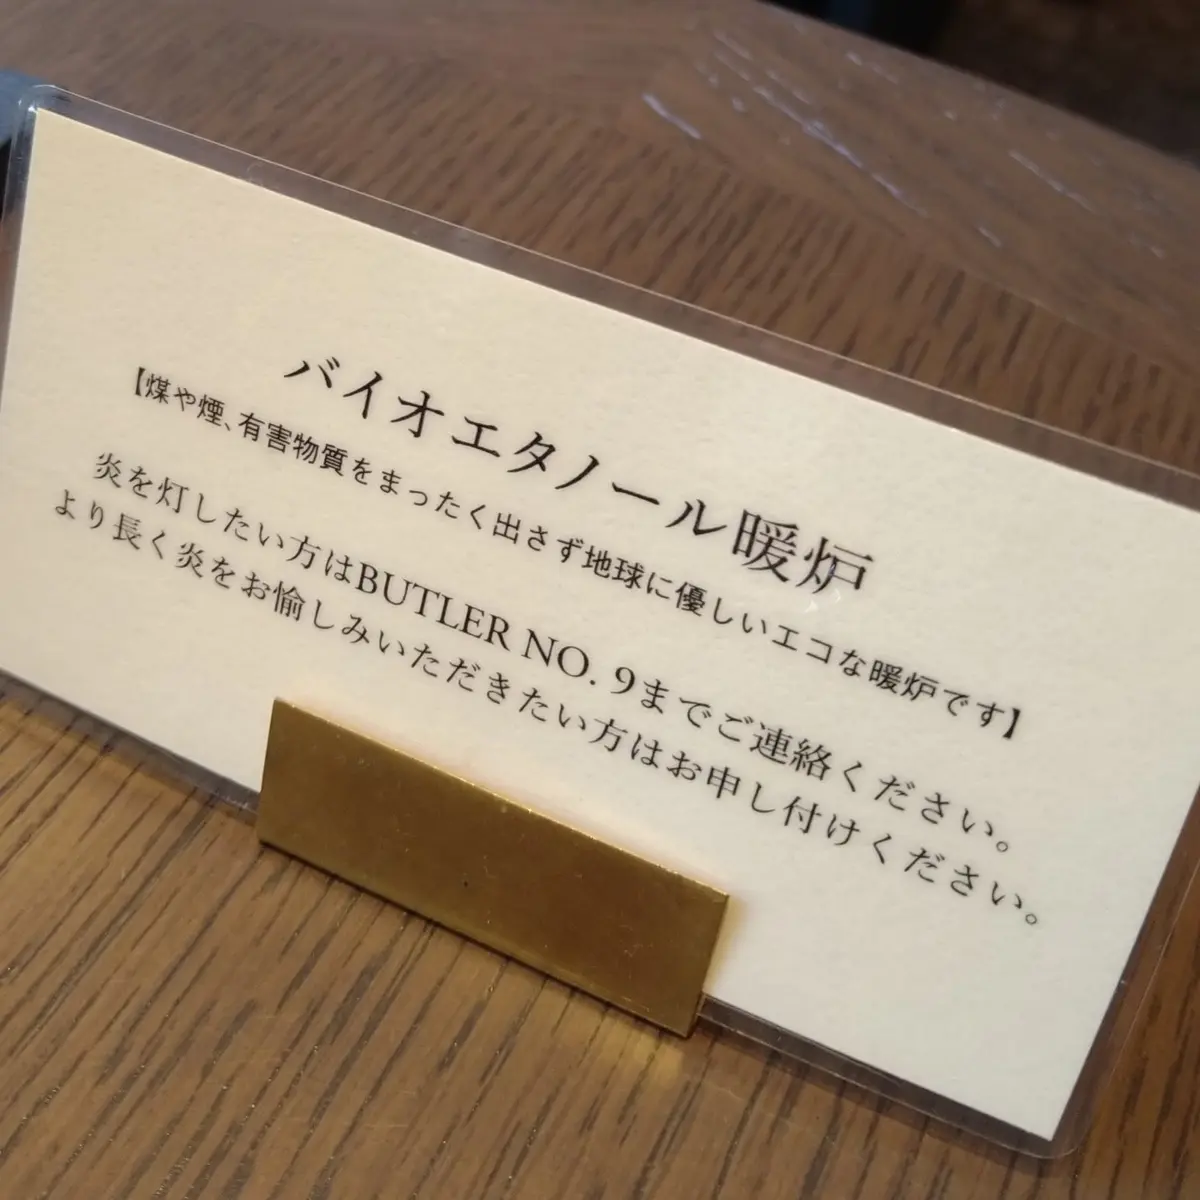 バイオエタノール暖炉
【煤や煙、有害物質をまったく出さず地球に優しいエコな暖炉です】
炎を灯したい方はBUTLER NO. 9までご連絡ください。
より長く炎をお愉しみいただきたい方はお申し付けください。